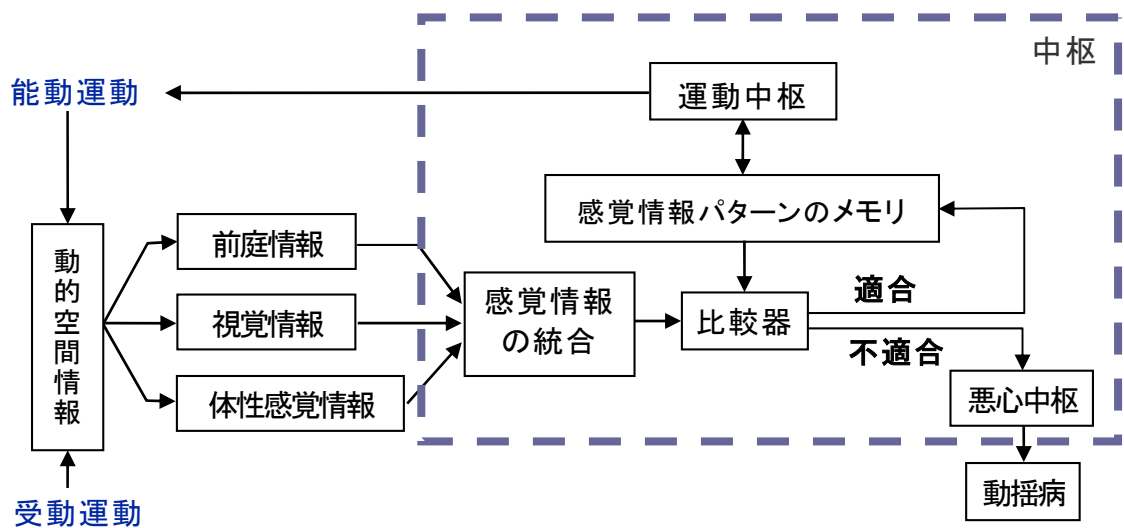 中枢
能動運動
運動中枢
感覚情報パターンのメモリ
動的空間情報
前庭情報
視覚情報
体性感覚情報
感覚情報
の統合
比較器
適合
不適合
悪心中枢
動揺病
受動運動